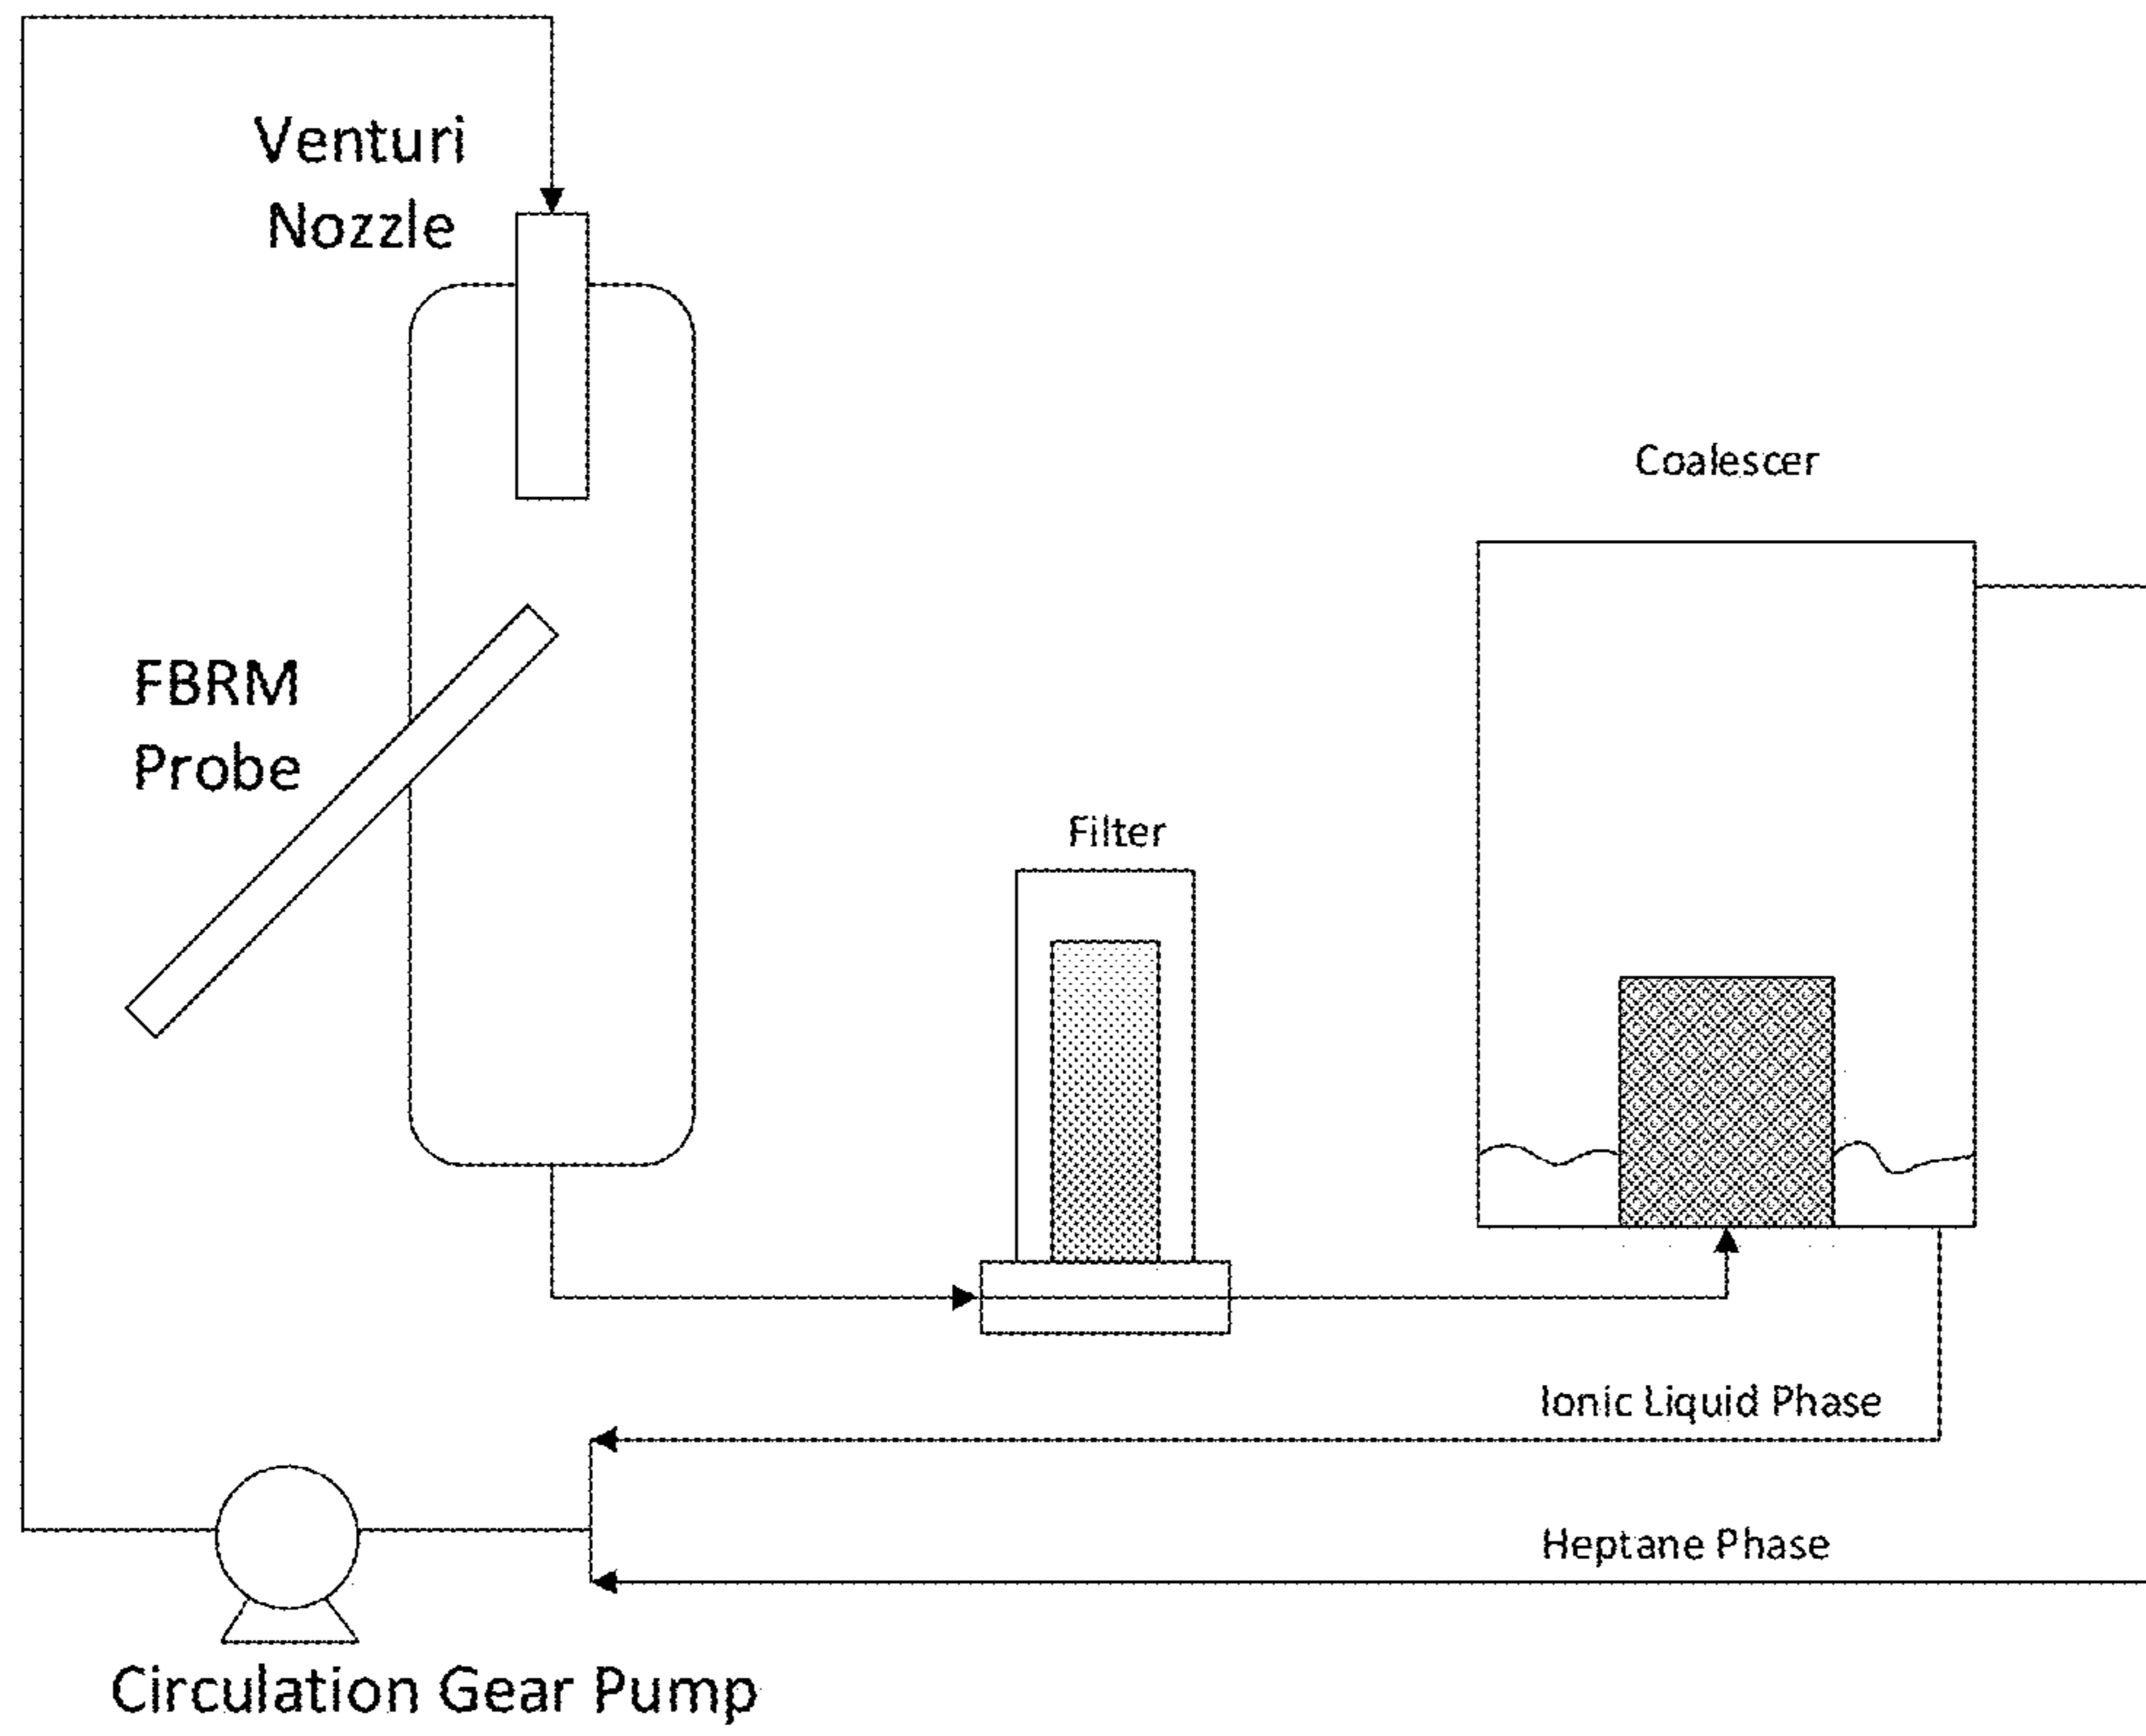 Venturi
Nozzle
Coalescer
FBRM
Probe
Filter
Ionic Liquid Phase
Heptane Phase
Circulation Gear Pump